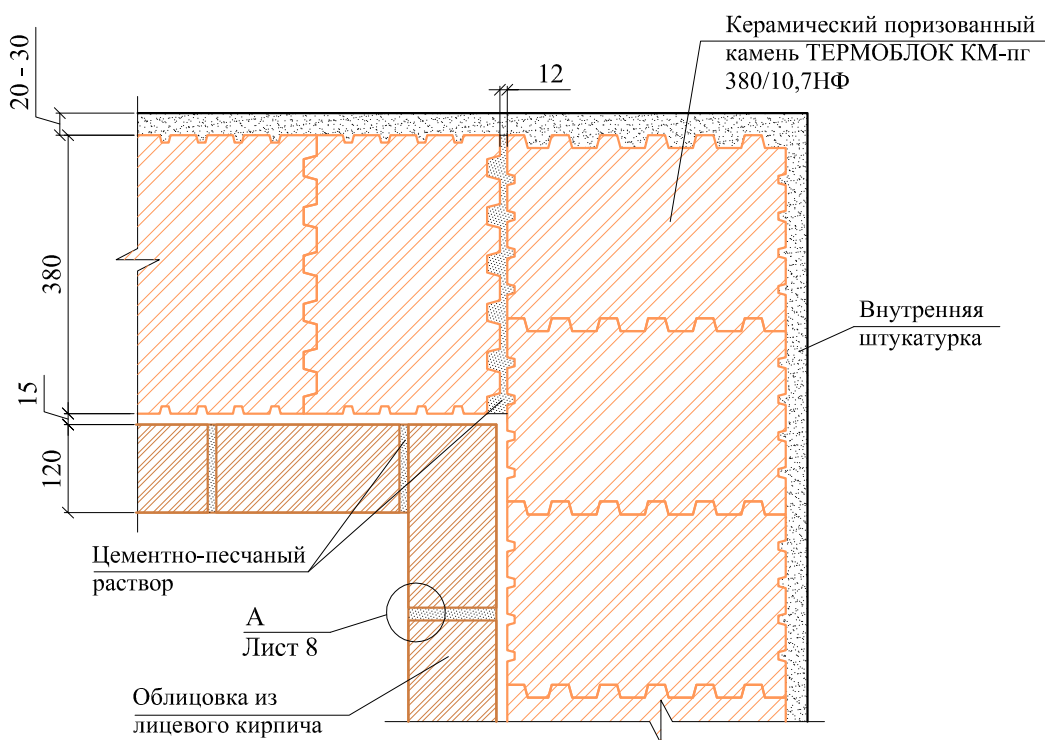 Керамический поризованный
камень ТЕРМОБЛОК КМ-пг
380/10,7НФ
12
20 - 30
380
15
120
Внутренняя
штукатурка
Цементно-песчаный
раствор
А
Лист 8
Облицовка из
лицевого кирпича